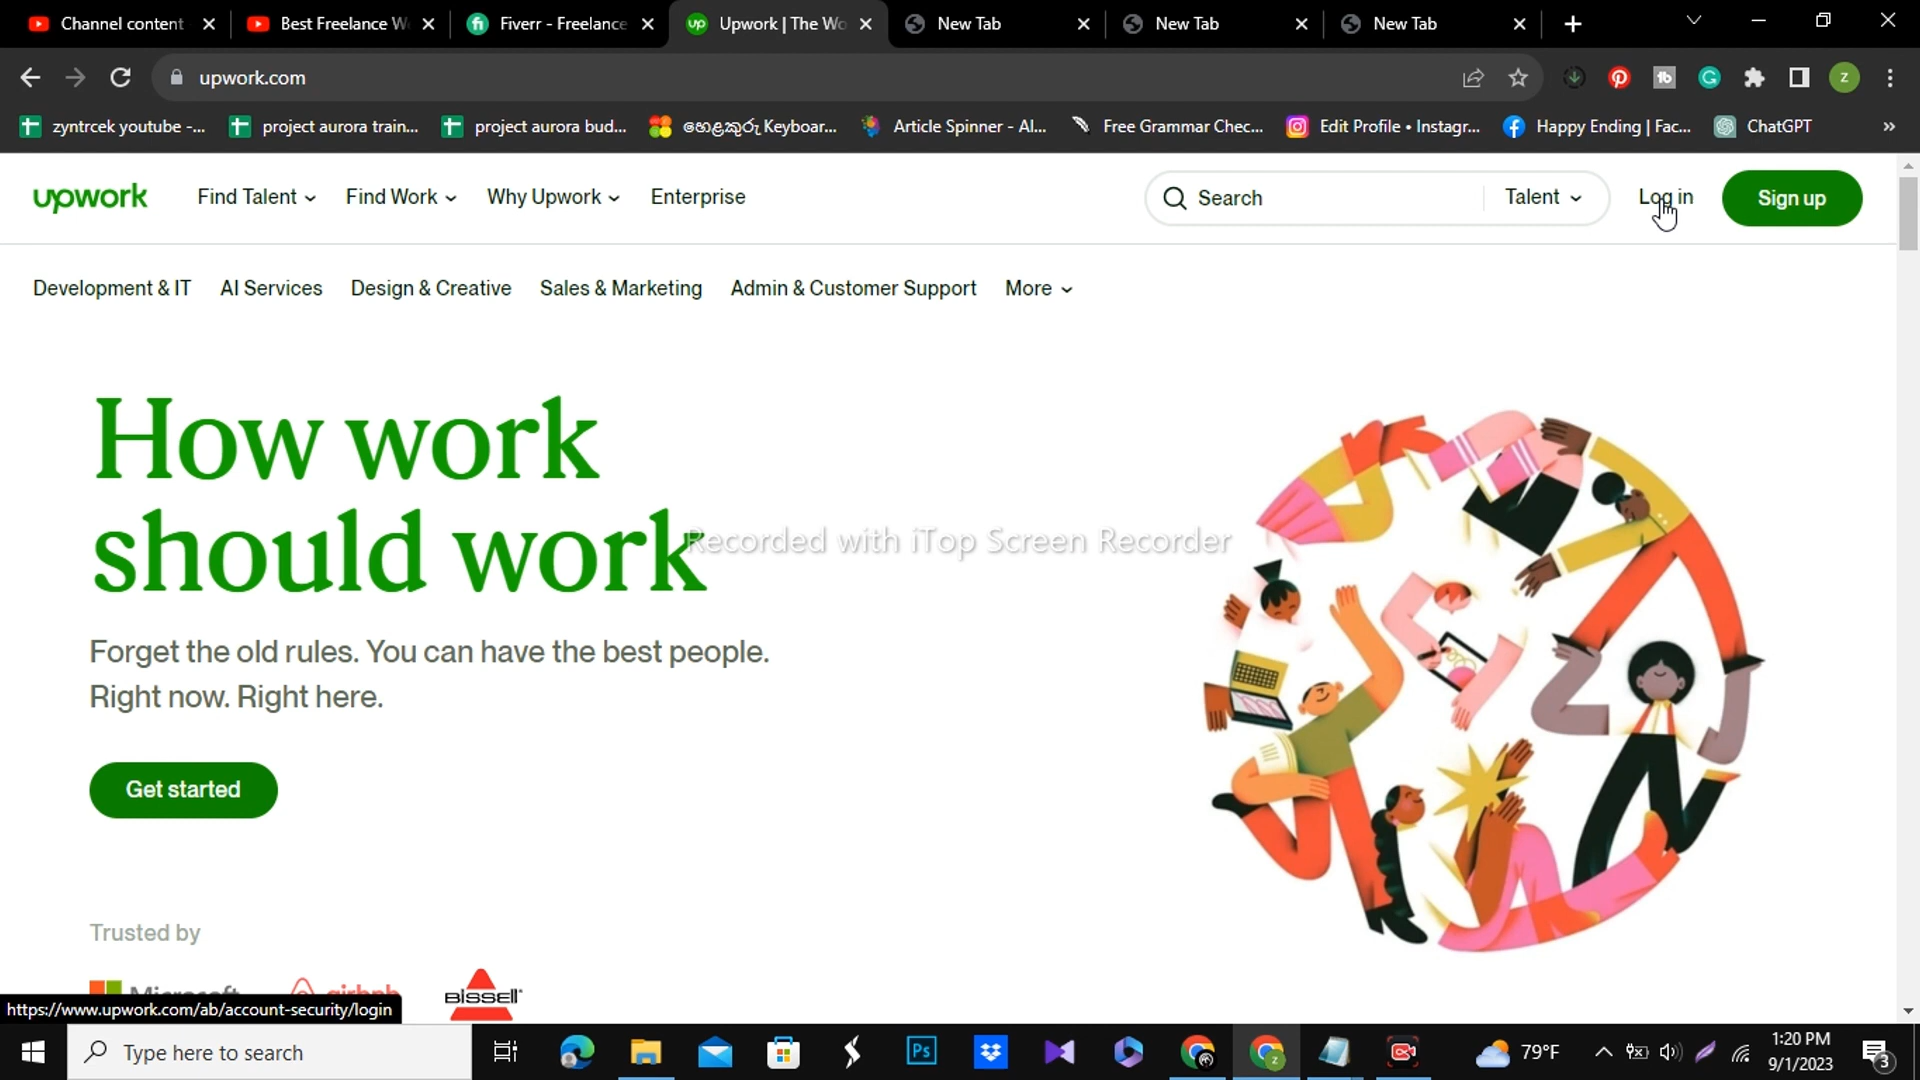 Channel content
Best Freelance W
Fiverr - Freelance
up Upwork | The Wo
New Tab
New Tab
New Tab
upwork.com
z
zyntrcek youtube -...
project aurora train...
project aurora bud...
හෙළකුරු Keyboar...
Article Spinner - AI...
Free Grammar Chec...
Edit Profile • Instagr...
Happy Ending | Fac...
ChatGPT
»
upwork
Find Talent
Find Work
Why Upwork
Enterprise
Search
Talent
Log in
Sign up
Development & IT
AI Services
Design & Creative
Sales & Marketing
Admin & Customer Support
More
How work
should work
Recorded with iTop Screen Recorder
Forget the old rules. You can have the best people.
Right now. Right here.
Get started
Trusted by
Microsoft
airbnb
BISSELL
https://www.upwork.com/ab/account-security/login
Type here to search
Ps
79°F
1:20 PM
9/1/2023
3